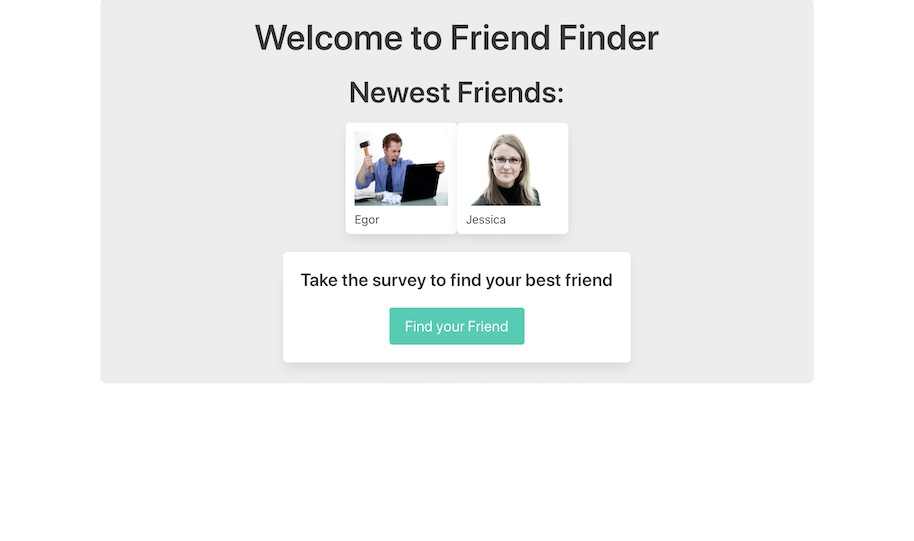 Welcome to Friend Finder
Newest Friends:
Egor
Jessica
Take the survey to find your best friend
Find your Friend